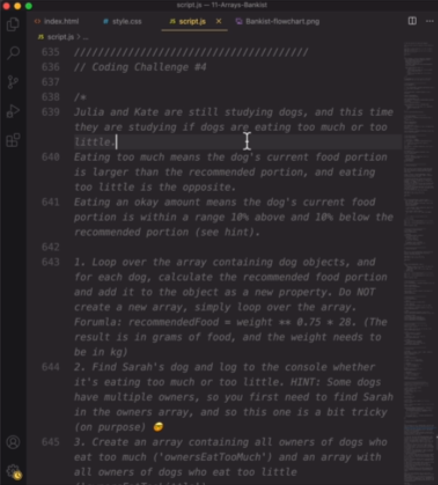 script.js — 11-Arrays-Bankist
index.html
style.css
script.js
Bankist-flowchart.png
script.js > ...
635 ///////////////////////////////////////
636 // Coding Challenge #4
637
638 /*
639 Julia and Kate are still studying dogs, and this time
they are studying if dogs are eating too much or too
little.
640 Eating too much means the dog's current food portion
is larger than the recommended portion, and eating
too little is the opposite.
641 Eating an okay amount means the dog's current food
portion is within a range 10% above and 10% below the
recommended portion (see hint).
642
643 1. Loop over the array containing dog objects, and
for each dog, calculate the recommended food portion
and add it to the object as a new property. Do NOT
create a new array, simply loop over the array.
Forumla: recommendedFood = weight ** 0.75 * 28. (The
result is in grams of food, and the weight needs to
be in kg)
644 2. Find Sarah's dog and log to the console whether
it's eating too much or too little. HINT: Some dogs
have multiple owners, so you first need to find Sarah
in the owners array, and so this one is a bit tricky
(on purpose) 🤓
645 3. Create an array containing all owners of dogs who
eat too much ('ownersEatTooMuch') and an array with
all owners of dogs who eat too little